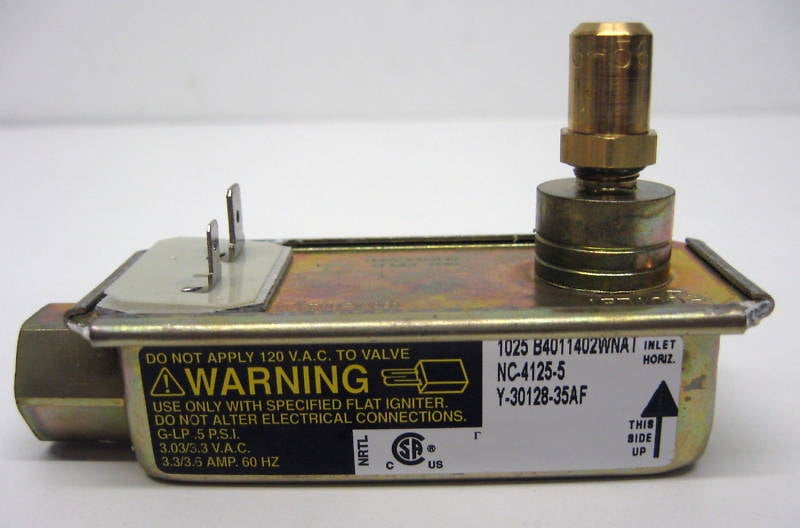 DO NOT APPLY 120 V.A.C. TO VALVE
WARNING
USE ONLY WITH SPECIFIED FLAT IGNITER.
DO NOT ALTER ELECTRICAL CONNECTIONS.
G-LP .5 P.S.I.
3.03/3.3 V.A.C.
3.3/3.6 AMP. 60 HZ
NRTL
C SA US
1025 B4011402WNAT
NC-4125-5
Y-30128-35AF
INLET
HORIZ.
THIS
SIDE
UP